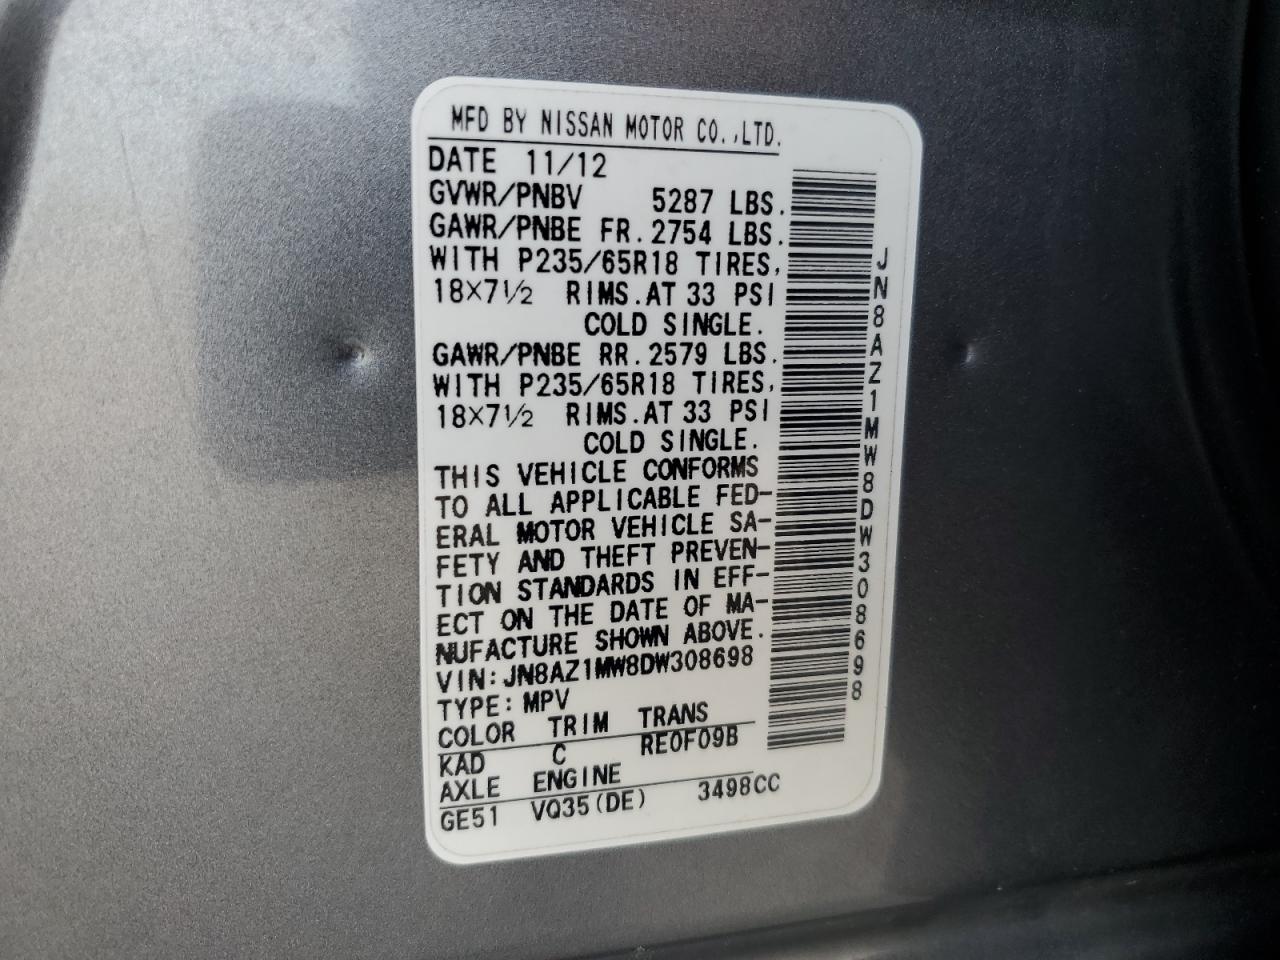 MFD BY NISSAN MOTOR CO.,LTD.
DATE 11/12
GVWR/PNBV 5287 LBS.
GAWR/PNBE FR. 2754 LBS.
WITH P235/65R18 TIRES,
18×7½ RIMS. AT 33 PSI
COLD SINGLE.
GAWR/PNBE RR. 2579 LBS.
WITH P235/65R18 TIRES,
18×7½ RIMS. AT 33 PSI
COLD SINGLE.
THIS VEHICLE CONFORMS
TO ALL APPLICABLE FED-
ERAL MOTOR VEHICLE SA-
FETY AND THEFT PREVEN-
TION STANDARDS IN EFF-
ECT ON THE DATE OF MA-
NUFACTURE SHOWN ABOVE.
VIN: JN8AZ1MW8DW308698
TYPE: MPV
COLOR TRIM TRANS
KAD C RE0F09B
AXLE ENGINE
GE51 VQ35(DE) 3498CC
JN8AZ1MW8DW308698